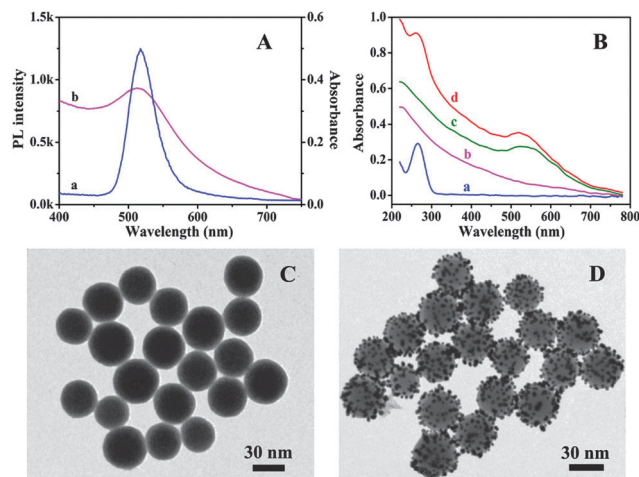 A
b
a
PL intensity
1.5k
1.0k
0.5k
0.0k
0.6
0.4
0.2
0.0
Absorbance
400 500 600 700
Wavelength (nm)
B
d
c
b
a
Absorbance
1.0
0.8
0.6
0.4
0.2
0.0
200 300 400 500 600 700 800
Wavelength (nm)
C
30 nm
D
30 nm